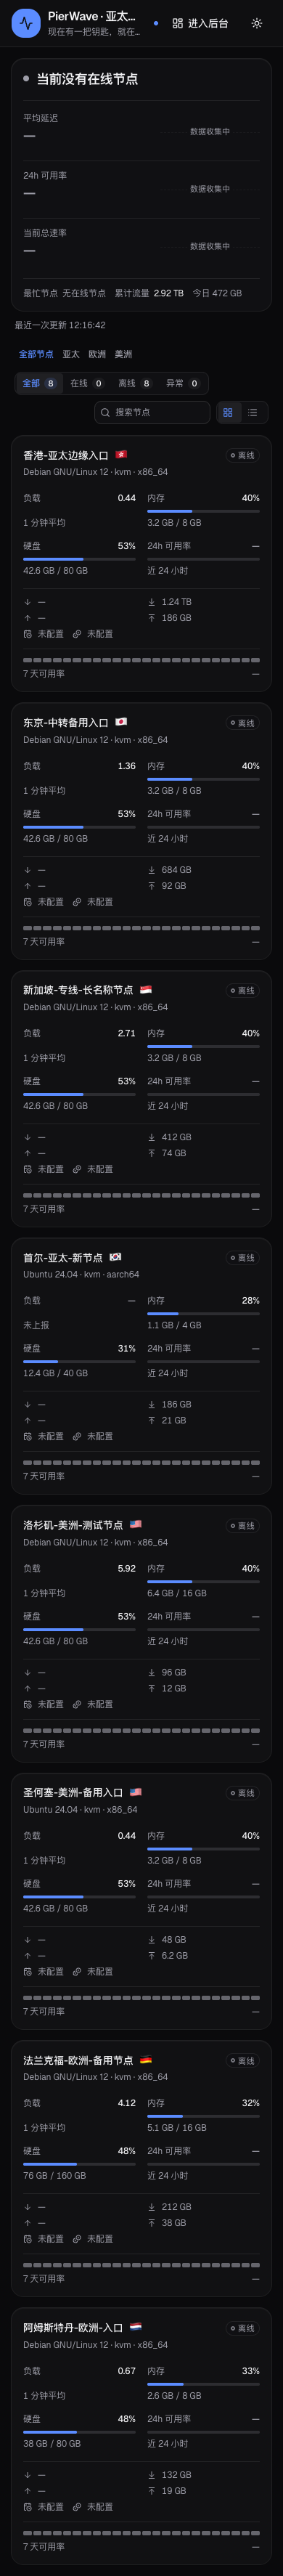 PierWave · 亚太…
现在有一把钥匙，就在…
进入后台
当前没有在线节点
平均延迟
—
数据收集中
24h 可用率
—
数据收集中
当前总速率
—
数据收集中
最忙节点 无在线节点 累计流量 2.92 TB 今日 472 GB
最近一次更新 12:16:42
全部节点 亚太 欧洲 美洲
全部 8 在线 0 离线 8 异常 0
搜索节点
香港-亚太边缘入口 离线
Debian GNU/Linux 12 · kvm · x86_64
负载 0.44 内存 40%
1 分钟平均 3.2 GB / 8 GB
硬盘 53% 24h 可用率 —
42.6 GB / 80 GB 近 24 小时
↓ — 1.24 TB
↑ — 186 GB
未配置 未配置
7 天可用率 —
东京-中转备用入口 离线
Debian GNU/Linux 12 · kvm · x86_64
负载 1.36 内存 40%
1 分钟平均 3.2 GB / 8 GB
硬盘 53% 24h 可用率 —
42.6 GB / 80 GB 近 24 小时
↓ — 684 GB
↑ — 92 GB
未配置 未配置
7 天可用率 —
新加坡-专线-长名称节点 离线
Debian GNU/Linux 12 · kvm · x86_64
负载 2.71 内存 40%
1 分钟平均 3.2 GB / 8 GB
硬盘 53% 24h 可用率 —
42.6 GB / 80 GB 近 24 小时
↓ — 412 GB
↑ — 74 GB
未配置 未配置
7 天可用率 —
首尔-亚太-新节点 离线
Ubuntu 24.04 · kvm · aarch64
负载 — 内存 28%
未上报 1.1 GB / 4 GB
硬盘 31% 24h 可用率 —
12.4 GB / 40 GB 近 24 小时
↓ — 186 GB
↑ — 21 GB
未配置 未配置
7 天可用率 —
洛杉矶-美洲-测试节点 离线
Debian GNU/Linux 12 · kvm · x86_64
负载 5.92 内存 40%
1 分钟平均 6.4 GB / 16 GB
硬盘 53% 24h 可用率 —
42.6 GB / 80 GB 近 24 小时
↓ — 96 GB
↑ — 12 GB
未配置 未配置
7 天可用率 —
圣何塞-美洲-备用入口 离线
Ubuntu 24.04 · kvm · x86_64
负载 0.44 内存 40%
1 分钟平均 3.2 GB / 8 GB
硬盘 53% 24h 可用率 —
42.6 GB / 80 GB 近 24 小时
↓ — 48 GB
↑ — 6.2 GB
未配置 未配置
7 天可用率 —
法兰克福-欧洲-备用节点 离线
Debian GNU/Linux 12 · kvm · x86_64
负载 4.12 内存 32%
1 分钟平均 5.1 GB / 16 GB
硬盘 48% 24h 可用率 —
76 GB / 160 GB 近 24 小时
↓ — 212 GB
↑ — 38 GB
未配置 未配置
7 天可用率 —
阿姆斯特丹-欧洲-入口 离线
Debian GNU/Linux 12 · kvm · x86_64
负载 0.67 内存 33%
1 分钟平均 2.6 GB / 8 GB
硬盘 48% 24h 可用率 —
38 GB / 80 GB 近 24 小时
↓ — 132 GB
↑ — 19 GB
未配置 未配置
7 天可用率 —